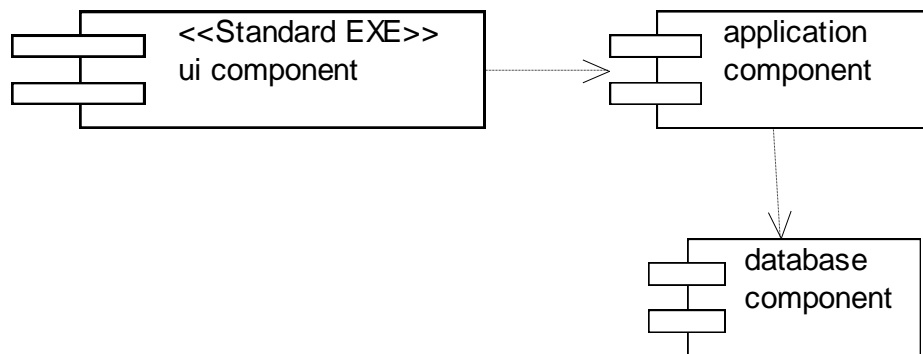 <<Standard EXE>>
ui component
application
component
database
component